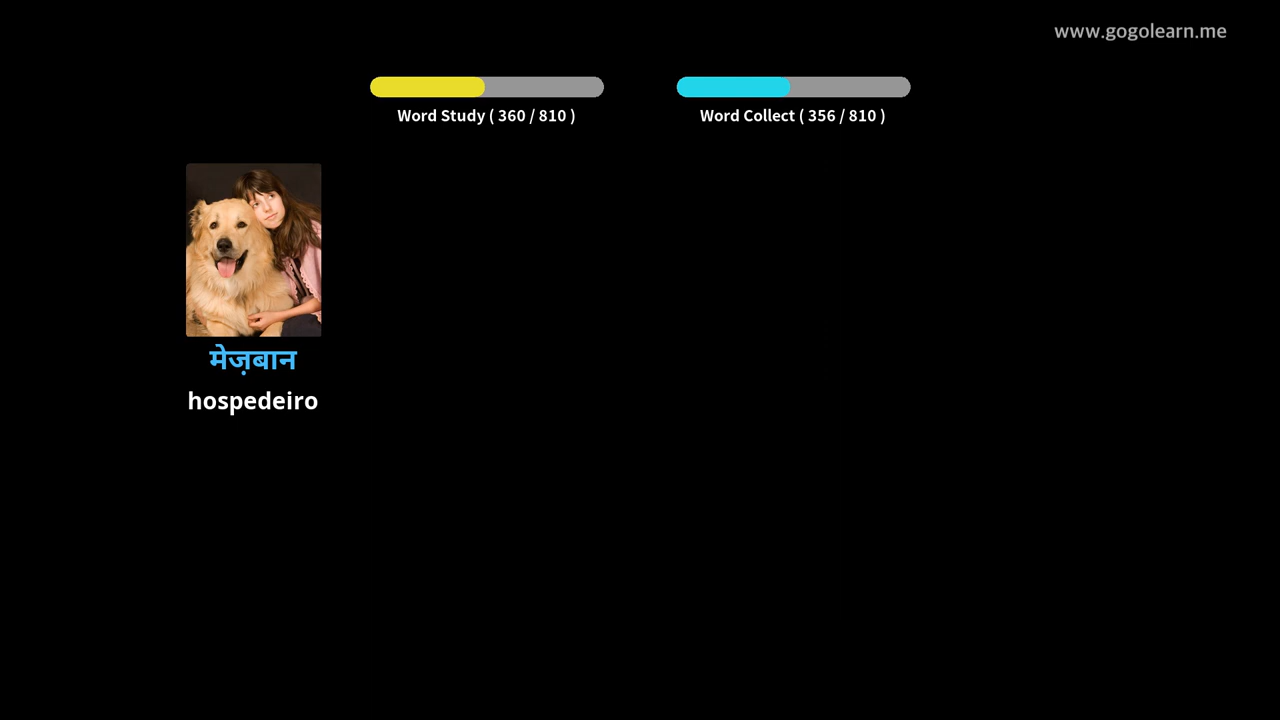 www.gogolearn.me
Word Study ( 360 / 810 )
Word Collect ( 356 / 810 )
मेज़बान
hospedeiro